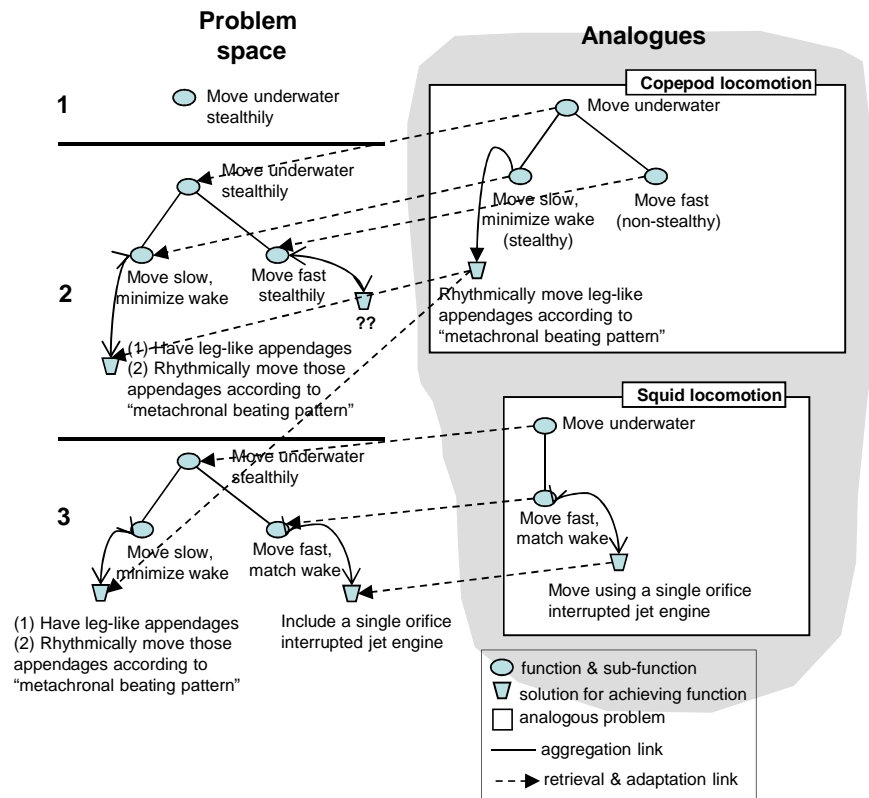 Problem
space
Analogues
1
Move underwater
stealthily
Copepod locomotion
Move underwater
Move slow,
minimize wake
(stealthy)
Move fast
(non-stealthy)
Rhythmically move leg-like
appendages according to
“metachronal beating pattern”
2
Move underwater
stealthily
Move slow,
minimize wake
Move fast
stealthily
??
(1) Have leg-like appendages
(2) Rhythmically move those
appendages according to
“metachronal beating pattern”
Squid locomotion
Move underwater
Move fast,
match wake
Move using a single orifice
interrupted jet engine
3
Move underwater
stealthily
Move slow,
minimize wake
Move fast,
match wake
(1) Have leg-like appendages
(2) Rhythmically move those
appendages according to
“metachronal beating pattern”
Include a single orifice
interrupted jet engine
function & sub-function
solution for achieving function
analogous problem
aggregation link
retrieval & adaptation link